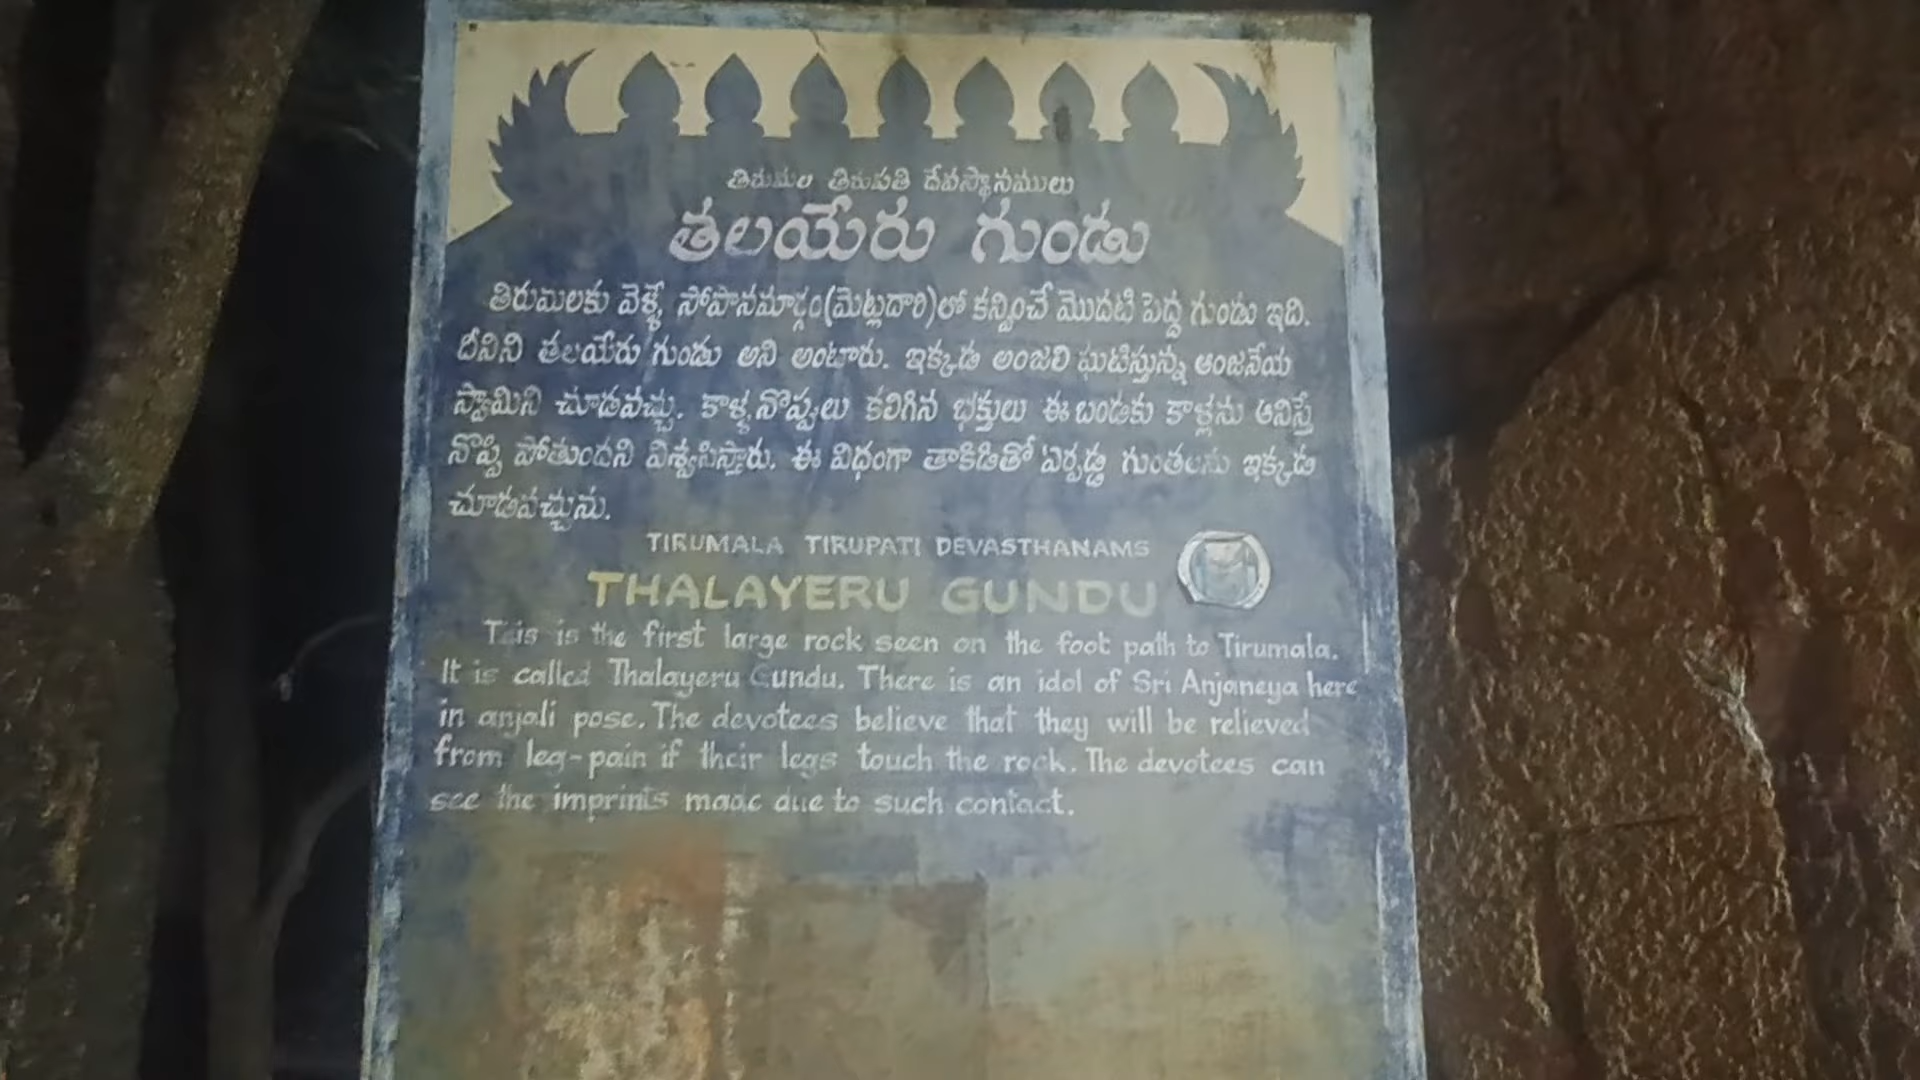 తిరుమల తిరుపతి దేవస్థానములు
తలయేరు గుండు
తిరుమలకు వెళ్ళే సోపానమార్గం(మెట్లదారి)లో కన్పించే మొదటి పెద్ద గుండు ఇది.
దీనిని తలయేరు గుండు అని అంటారు. ఇక్కడ అంజలి ఘటిస్తున్న ఆంజనేయ
స్వామిని చూడవచ్చు. కాళ్ళనొప్పులు కలిగిన భక్తులు ఈ బండకు కాళ్లను ఆనిస్తే
నొప్పి పోతుందని విశ్వసిస్తారు. ఈ విధంగా తాకిడితో ఏర్పడ్డ గుంతలను ఇక్కడ
చూడవచ్చును.
TIRUMALA TIRUPATI DEVASTHANAMS
THALAYERU GUNDU
This is the first large rock seen on the foot path to Tirumala.
It is called Thalayeru Gundu. There is an idol of Sri Anjaneya here
in anjali pose. The devotees believe that they will be relieved
from leg-pain if their legs touch the rock. The devotees can
see the imprints made due to such contact.